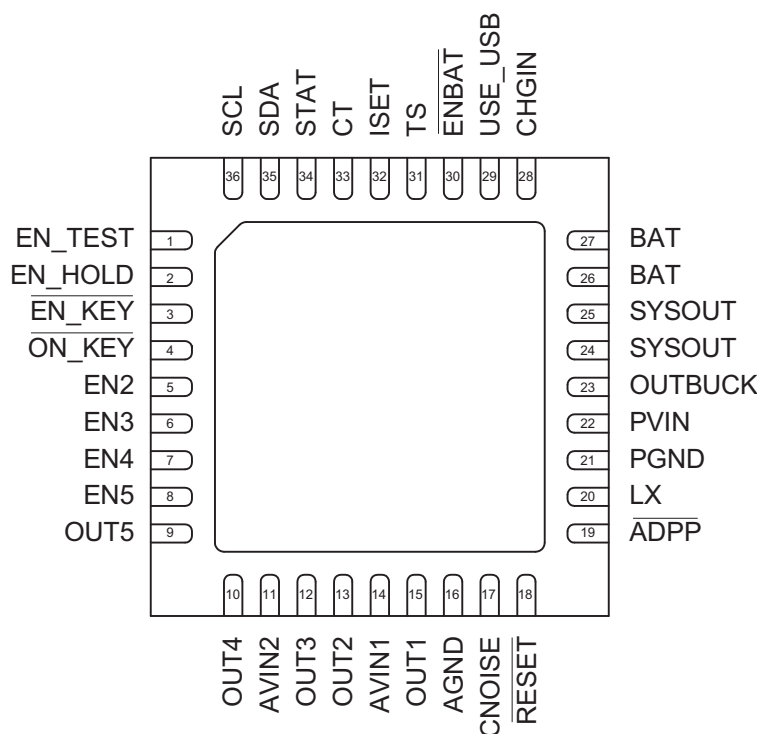 SCL
SDA
STAT
CT
ISET
TS
ENBAT
USE_USB
CHGIN
36 35 34 33 32 31 30 29 28
EN_TEST 1
EN_HOLD 2
EN_KEY 3
ON_KEY 4
EN2 5
EN3 6
EN4 7
EN5 8
OUT5 9
27 BAT
26 BAT
25 SYSOUT
24 SYSOUT
23 OUTBUCK
22 PVIN
21 PGND
20 LX
19 ADPP
10 11 12 13 14 15 16 17 18
OUT4
AVIN2
OUT3
OUT2
AVIN1
OUT1
AGND
CNOISE
RESET